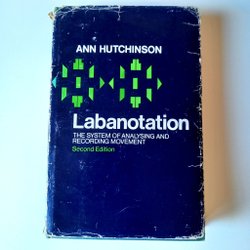 ANN HUTCHINSON
Labanotation
THE SYSTEM OF ANALYSING AND
RECORDING MOVEMENT
Second Edition